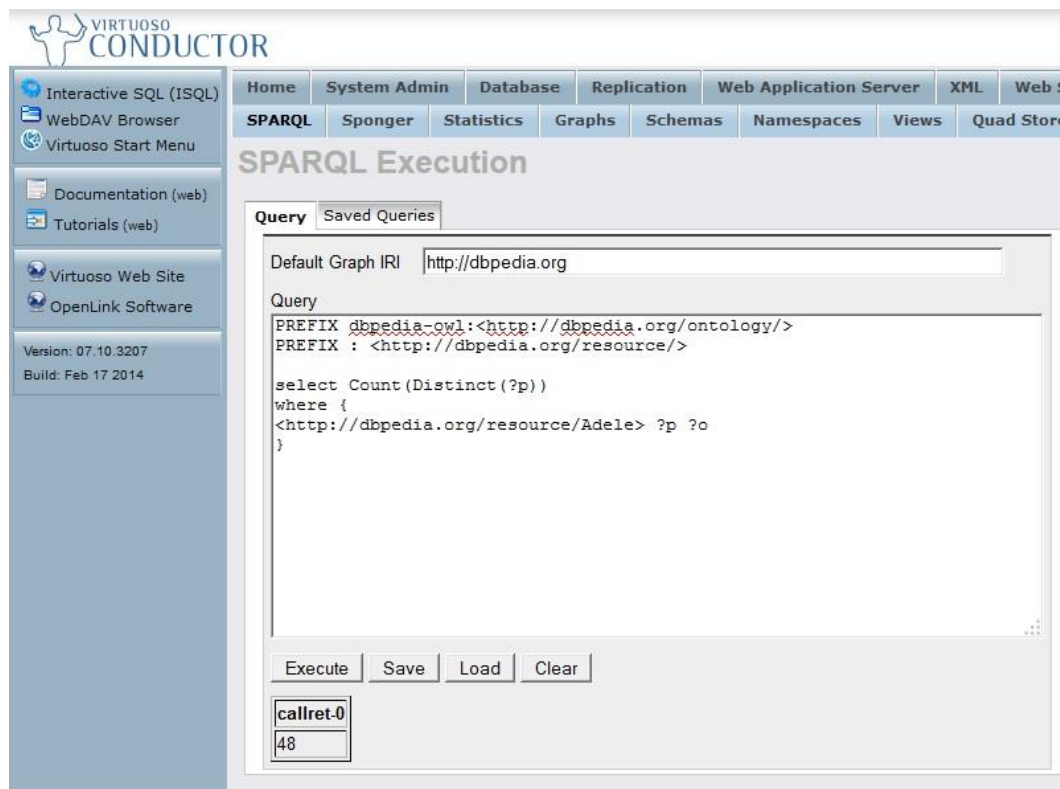 VIRTUOSO
CONDUCTOR
Interactive SQL (ISQL)
WebDAV Browser
Virtuoso Start Menu
Documentation (web)
Tutorials (web)
Virtuoso Web Site
OpenLink Software
Version: 07.10.3207
Build: Feb 17 2014
Home System Admin Database Replication Web Application Server XML Web
SPARQL Sponger Statistics Graphs Schemas Namespaces Views Quad Stor
SPARQL Execution
Query Saved Queries
Default Graph IRI http://dbpedia.org
Query
PREFIX dbpedia-owl:<http://dbpedia.org/ontology/>
PREFIX : <http://dbpedia.org/resource/>
select Count(Distinct(?p))
where {
<http://dbpedia.org/resource/Adele> ?p ?o
}
Execute Save Load Clear
callret-0
48